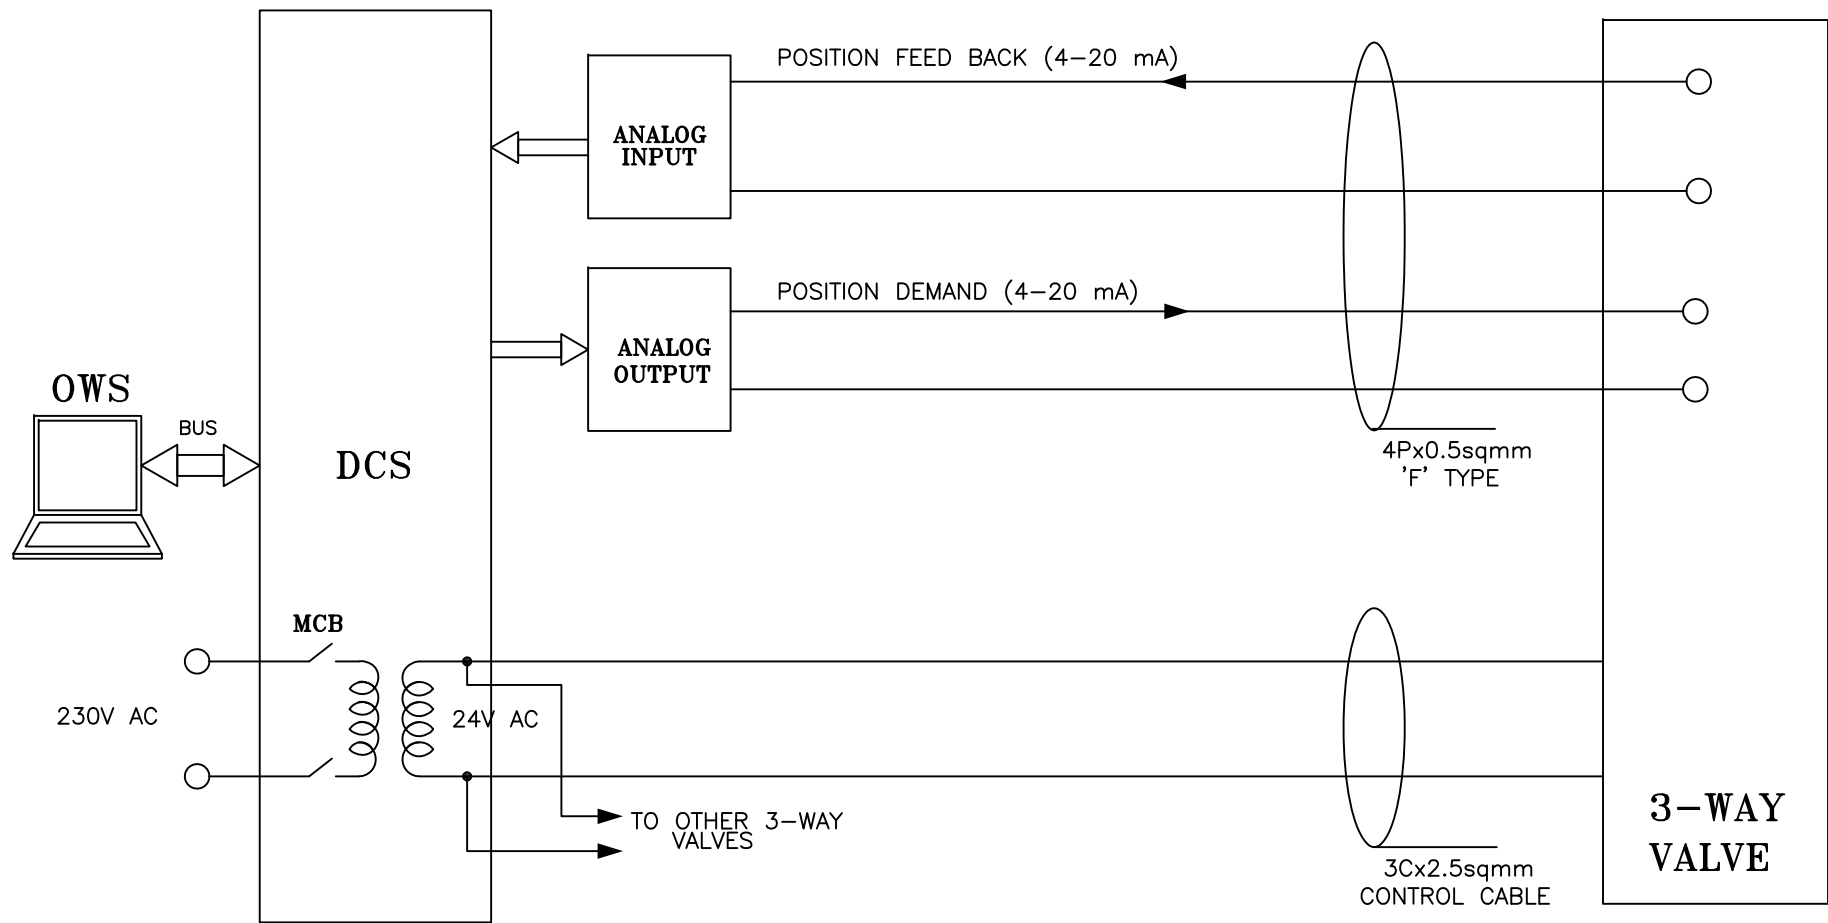 POSITION FEED BACK (4-20 mA)
ANALOG
INPUT
POSITION DEMAND (4-20 mA)
ANALOG
OUTPUT
OWS
BUS
DCS
4Px0.5sqmm
'F' TYPE
MCB
230V AC
24V AC
TO OTHER 3-WAY
VALVES
3-WAY
VALVE
3Cx2.5sqmm
CONTROL CABLE